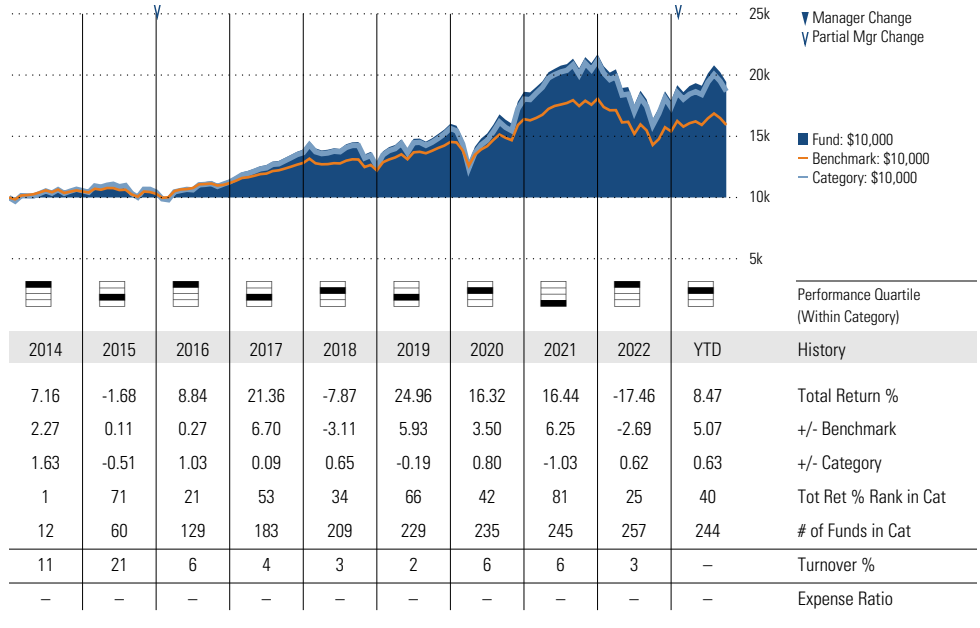 25k
▼ Manager Change
Partial Mgr Change
20k
15k
Fund: $10,000
Benchmark: $10,000
Category: $10,000
10k
5k
Performance Quartile
(Within Category)
2014 2015 2016 2017 2018 2019 2020 2021 2022 YTD History
7.16 -1.68 8.84 21.36 -7.87 24.96 16.32 16.44 -17.46 8.47 Total Return %
2.27 0.11 0.27 6.70 -3.11 5.93 3.50 6.25 -2.69 5.07 +/- Benchmark
1.63 -0.51 1.03 0.09 0.65 -0.19 0.80 -1.03 0.62 0.63 +/- Category
1 71 21 53 34 66 42 81 25 40 Tot Ret % Rank in Cat
12 60 129 183 209 229 235 245 257 244 # of Funds in Cat
11 21 6 4 3 2 6 6 3 – Turnover %
– – – – – – – – – – Expense Ratio